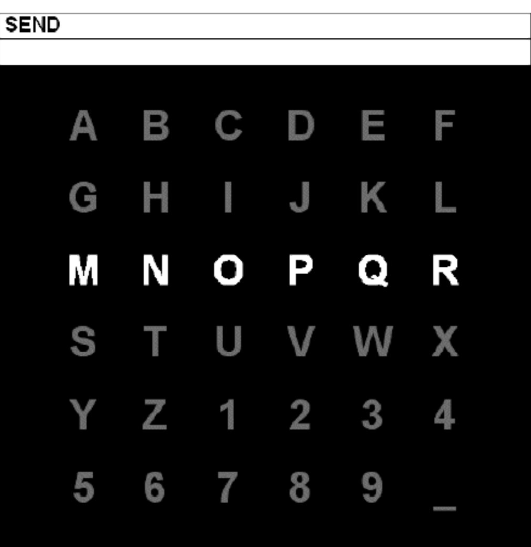 SEND
A B C D E F
G H I J K L
M N O P Q R
S T U V W X
Y Z 1 2 3 4
5 6 7 8 9 _